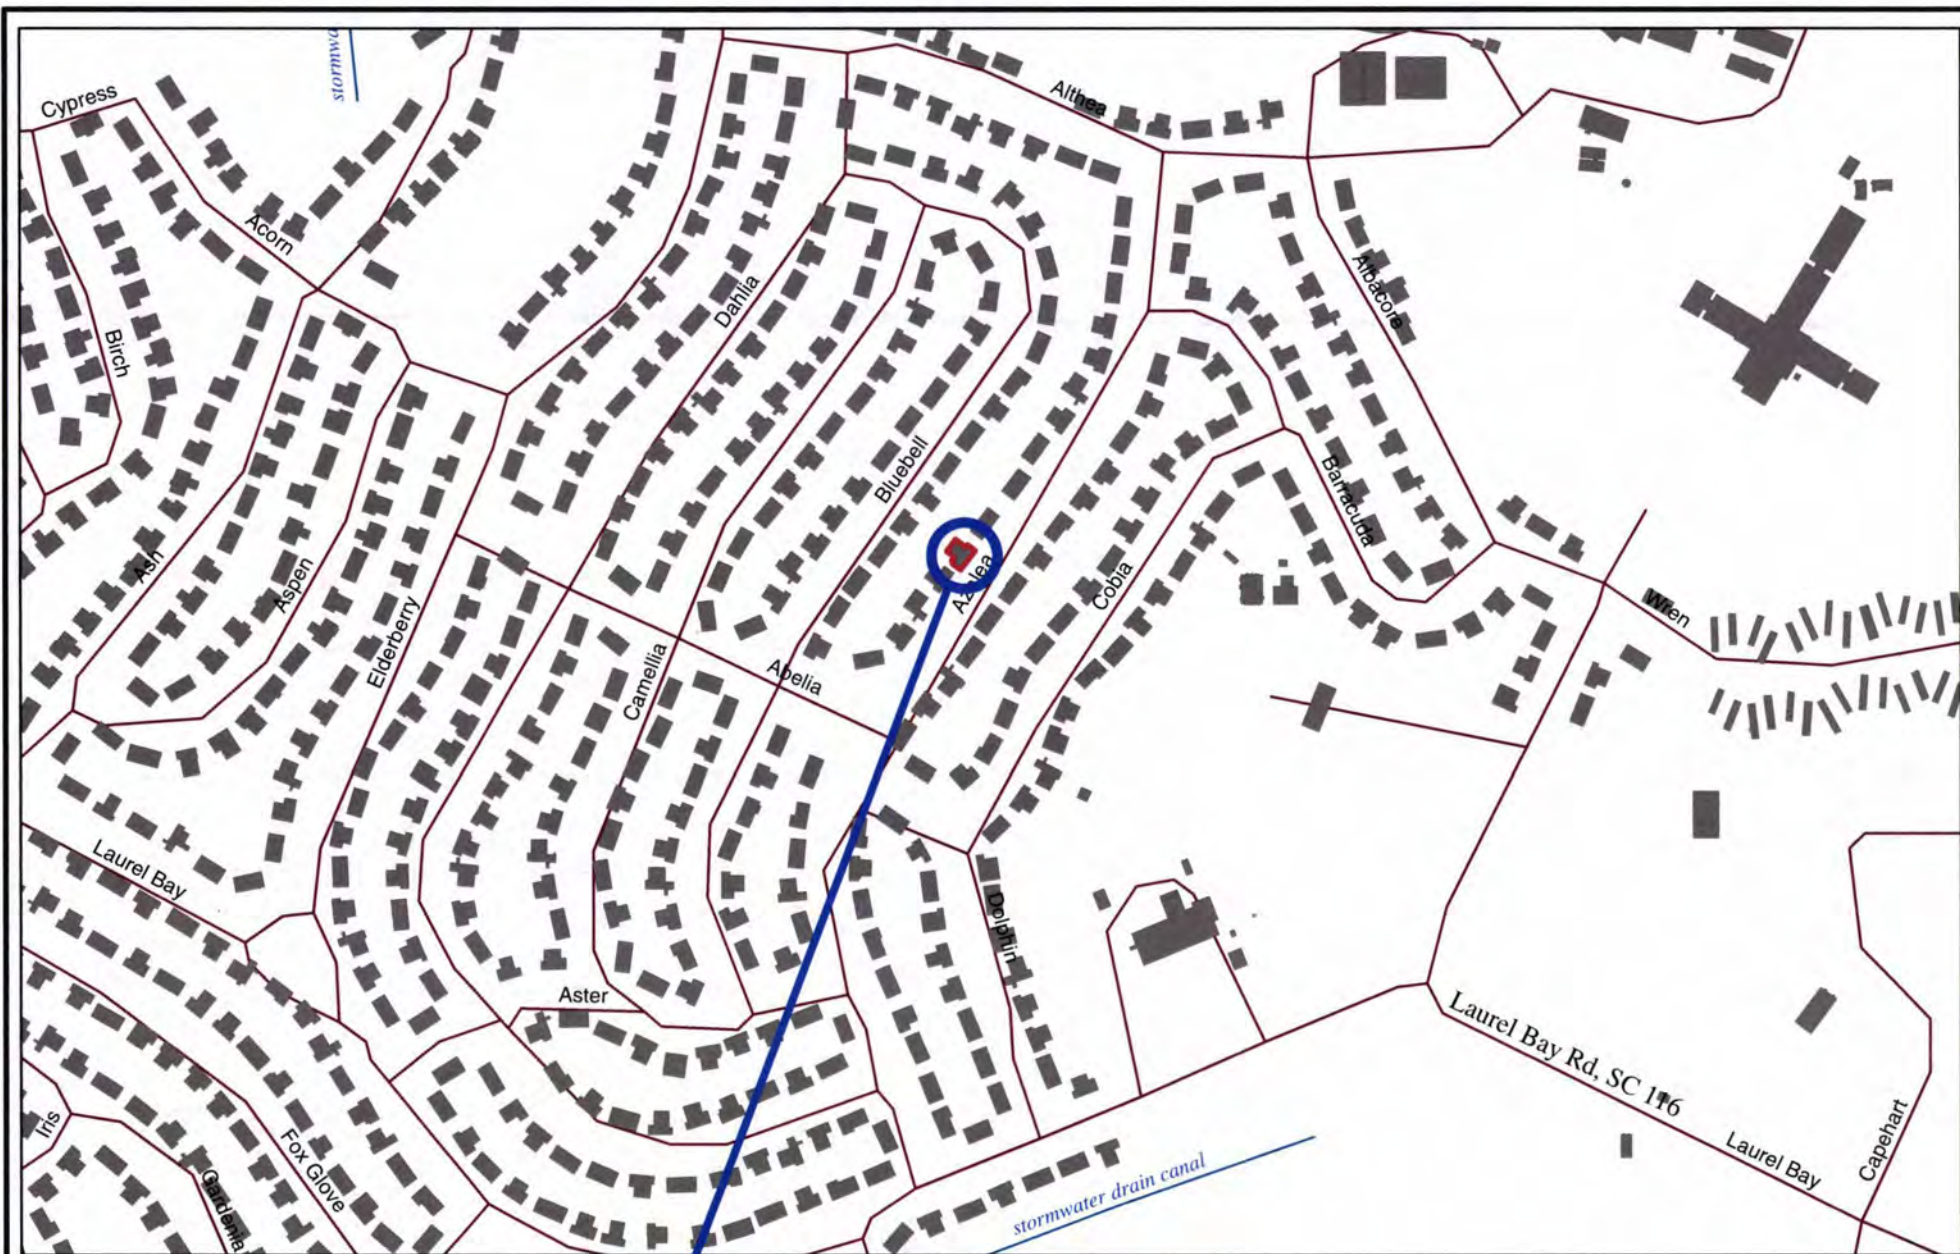 stormwa
Cypress
Althea
Acorn
Albacore
Dahlia
Birch
Bluebell
Barracuda
Ash
Aspen
Azalea
Cobia
Wren
Elderberry
Camellia
Abelia
Laurel Bay
Dolphin
Aster
Laurel Bay Rd, SC 116
Iris
Fox Glove
Gardenia
stormwater drain canal
Laurel Bay
Capehart